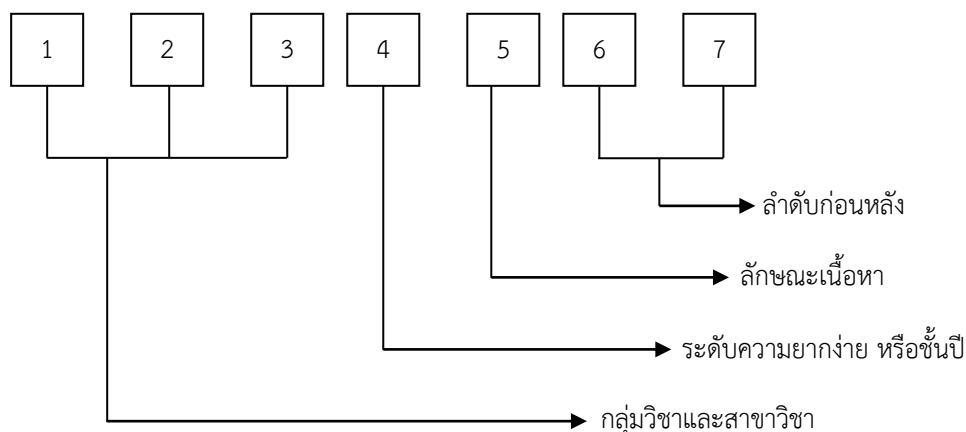 1 2 3 4 5 6 7
ลำดับก่อนหลัง
ลักษณะเนื้อหา
ระดับความยากง่าย หรือชั้นปี
กลุ่มวิชาและสาขาวิชา